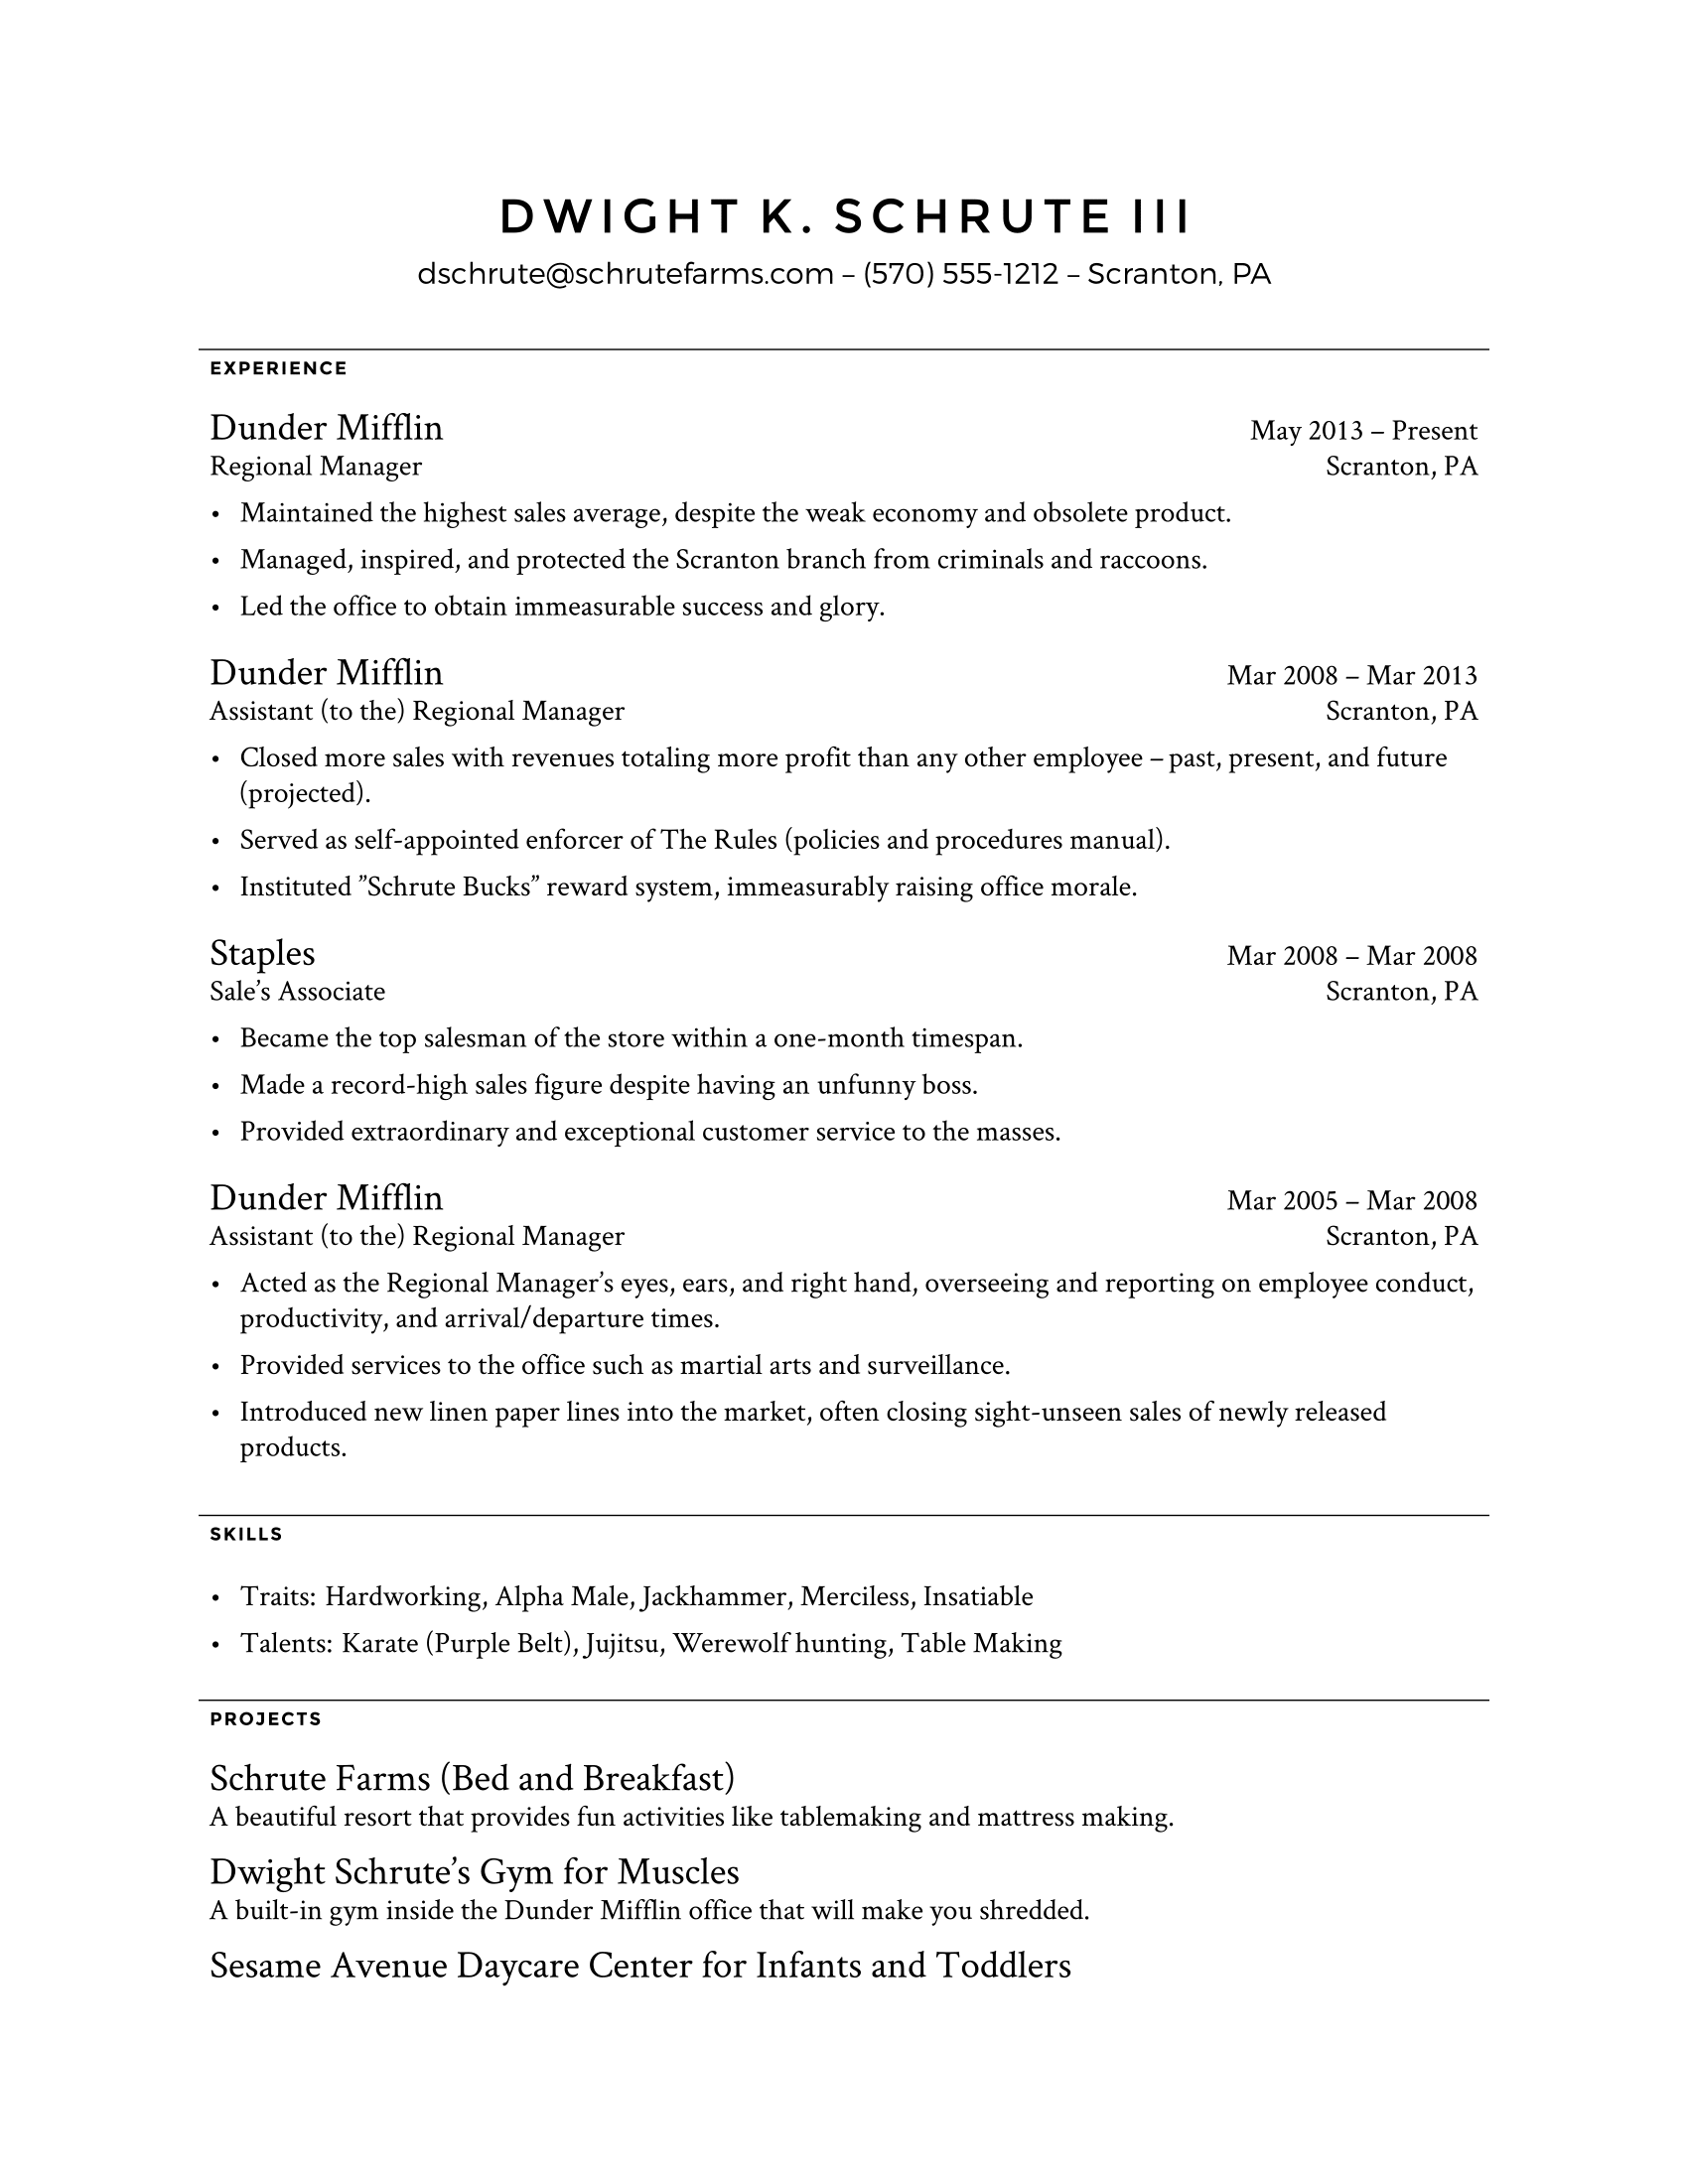 DWIGHT K. SCHRUTE III
dschrute@schrutefarms.com – (570) 555-1212 – Scranton, PA
EXPERIENCE
Dunder Mifflin May 2013 – Present
Regional Manager Scranton, PA
• Maintained the highest sales average, despite the weak economy and obsolete product.
• Managed, inspired, and protected the Scranton branch from criminals and raccoons.
• Led the office to obtain immeasurable success and glory.
Dunder Mifflin Mar 2008 – Mar 2013
Assistant (to the) Regional Manager Scranton, PA
• Closed more sales with revenues totaling more profit than any other employee – past, present, and future
(projected).
• Served as self-appointed enforcer of The Rules (policies and procedures manual).
• Instituted ”Schrute Bucks” reward system, immeasurably raising office morale.
Staples Mar 2008 – Mar 2008
Sale’s Associate Scranton, PA
• Became the top salesman of the store within a one-month timespan.
• Made a record-high sales figure despite having an unfunny boss.
• Provided extraordinary and exceptional customer service to the masses.
Dunder Mifflin Mar 2005 – Mar 2008
Assistant (to the) Regional Manager Scranton, PA
• Acted as the Regional Manager’s eyes, ears, and right hand, overseeing and reporting on employee conduct,
productivity, and arrival/departure times.
• Provided services to the office such as martial arts and surveillance.
• Introduced new linen paper lines into the market, often closing sight-unseen sales of newly released
products.
SKILLS
• Traits: Hardworking, Alpha Male, Jackhammer, Merciless, Insatiable
• Talents: Karate (Purple Belt), Jujitsu, Werewolf hunting, Table Making
PROJECTS
Schrute Farms (Bed and Breakfast)
A beautiful resort that provides fun activities like tablemaking and mattress making.
Dwight Schrute’s Gym for Muscles
A built-in gym inside the Dunder Mifflin office that will make you shredded.
Sesame Avenue Daycare Center for Infants and Toddlers